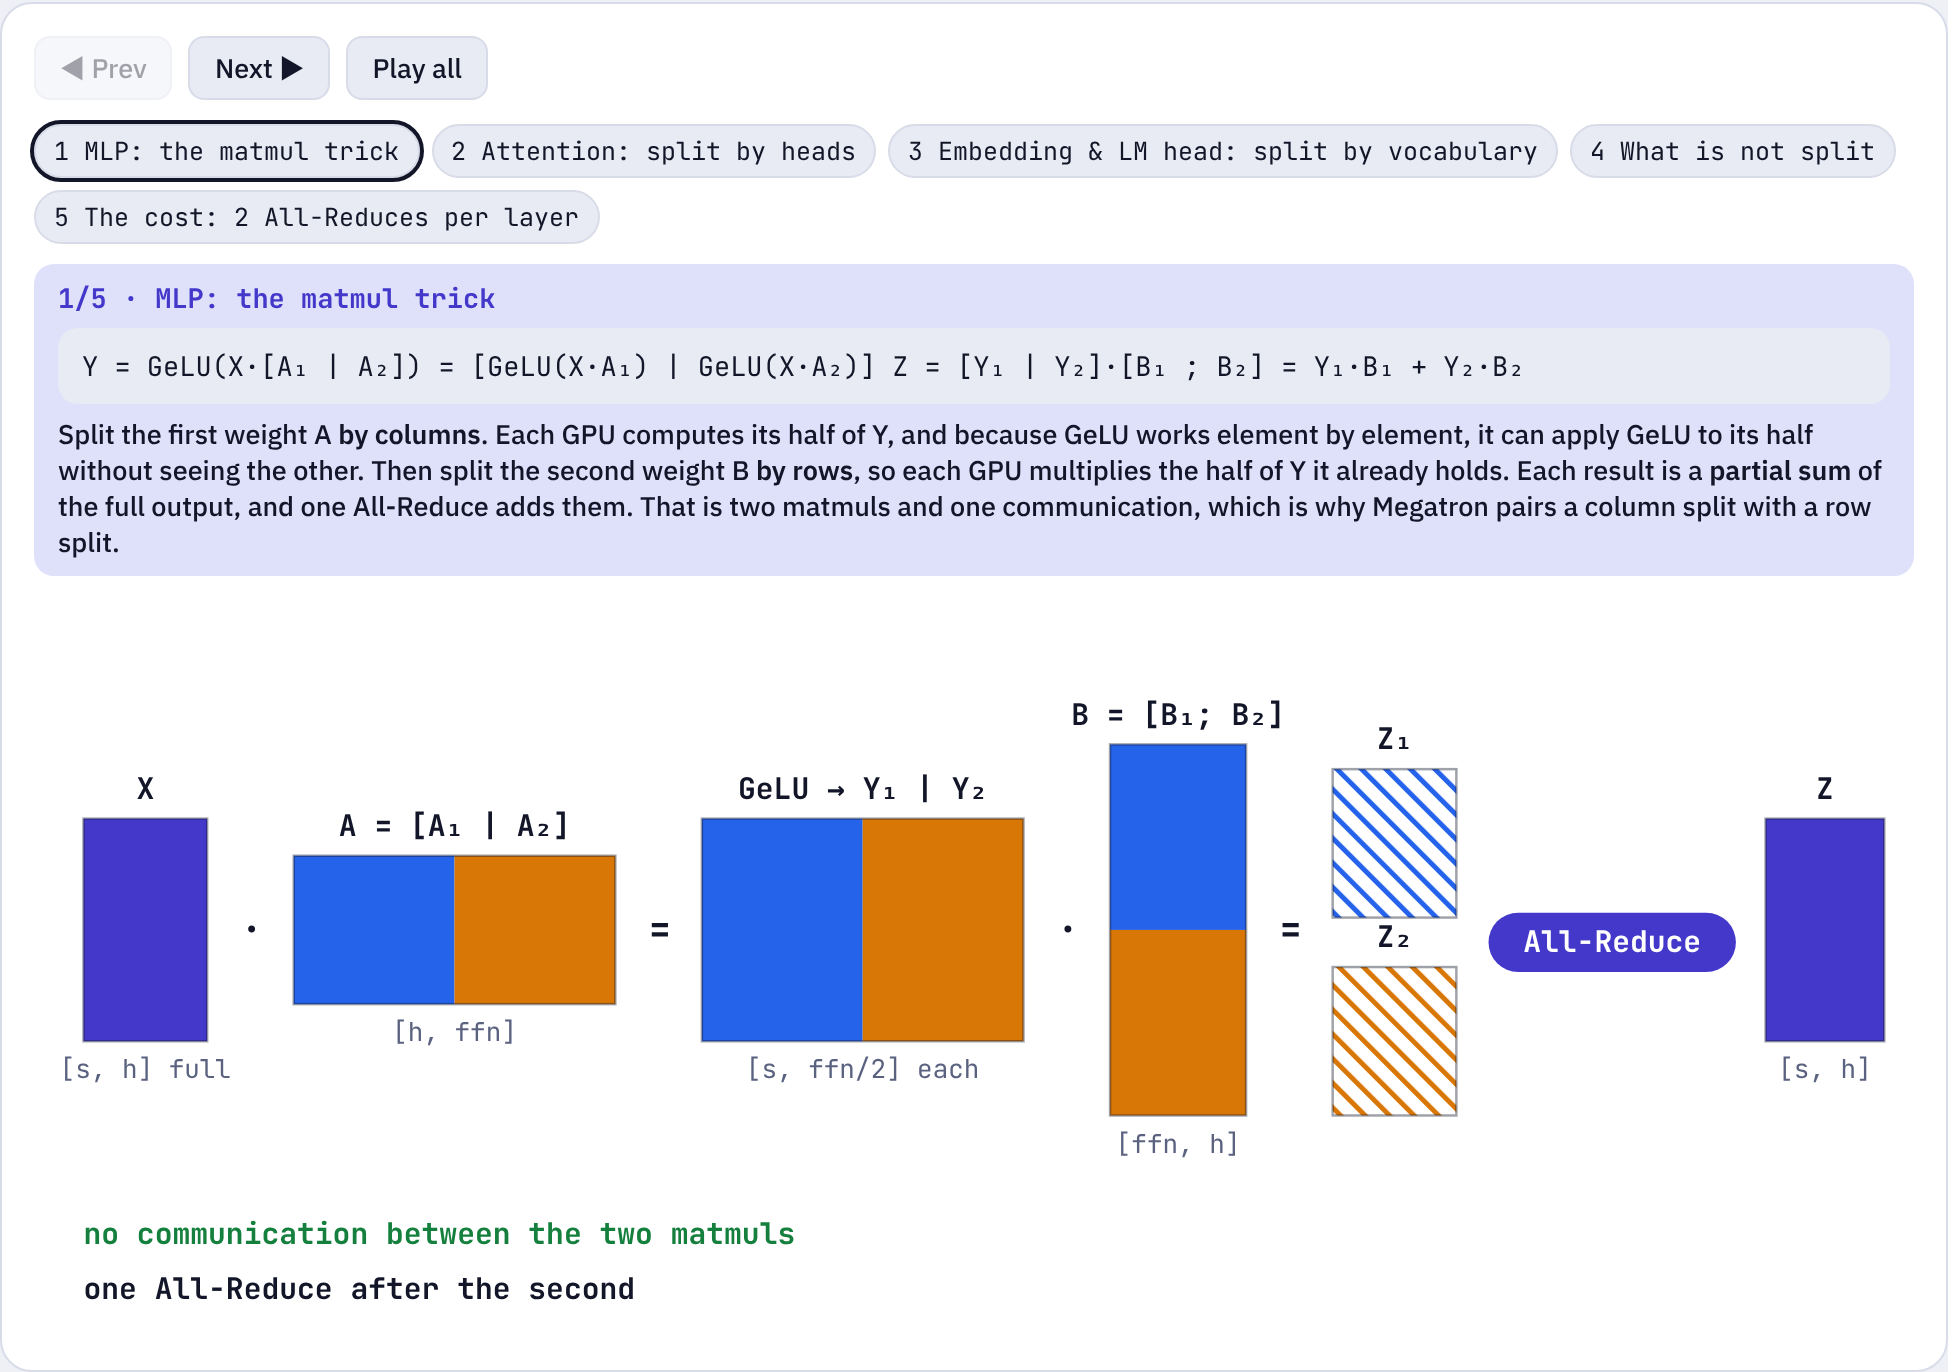 ◀ Prev
Next ▶
Play all
1 MLP: the matmul trick
2 Attention: split by heads
3 Embedding & LM head: split by vocabulary
4 What is not split
5 The cost: 2 All-Reduces per layer
1/5 · MLP: the matmul trick
Y = GeLU(X·[A₁ | A₂]) = [GeLU(X·A₁) | GeLU(X·A₂)] Z = [Y₁ | Y₂]·[B₁ ; B₂] = Y₁·B₁ + Y₂·B₂
Split the first weight A by columns. Each GPU computes its half of Y, and because GeLU works element by element, it can apply GeLU to its half
without seeing the other. Then split the second weight B by rows, so each GPU multiplies the half of Y it already holds. Each result is a partial sum of
the full output, and one All-Reduce adds them. That is two matmuls and one communication, which is why Megatron pairs a column split with a row
split.
X
[s, h] full
·
A = [A₁ | A₂]
[h, ffn]
=
GeLU → Y₁ | Y₂
[s, ffn/2] each
·
B = [B₁; B₂]
[ffn, h]
=
Z₁
Z₂
All-Reduce
Z
[s, h]
no communication between the two matmuls
one All-Reduce after the second